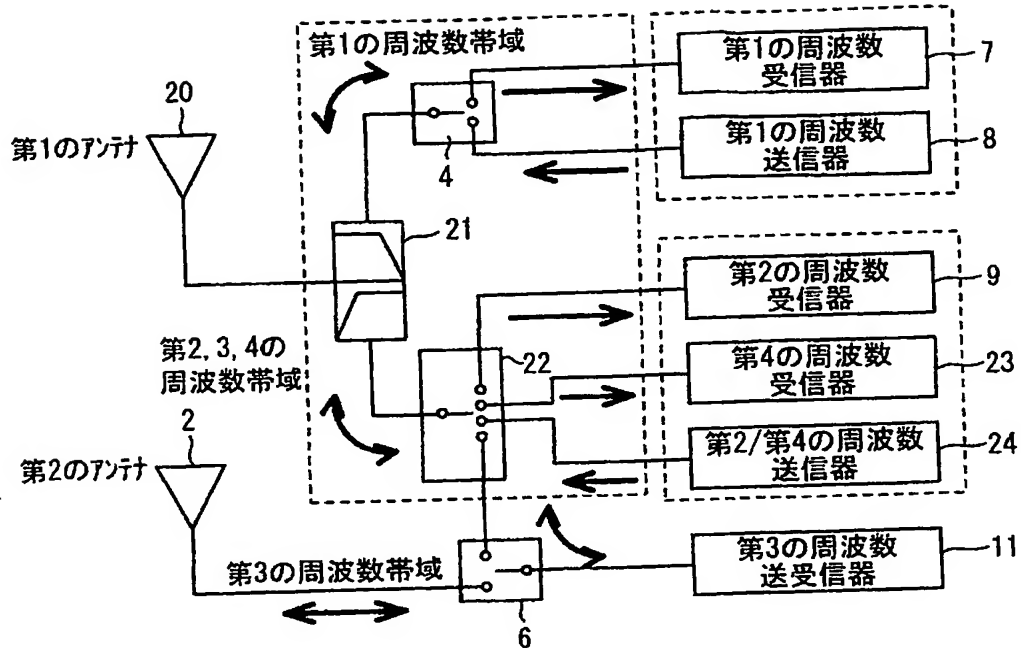 第1の周波数帯域
第1の周波数
受信器
7
20
第1のアンテナ
4
第1の周波数
送信器
8
21
第2の周波数
受信器
9
第2,3,4の
周波数帯域
22
第4の周波数
受信器
23
2
第2のアンテナ
第2/第4の周波数
送信器
24
第3の周波数帯域
第3の周波数
送受信器
11
6